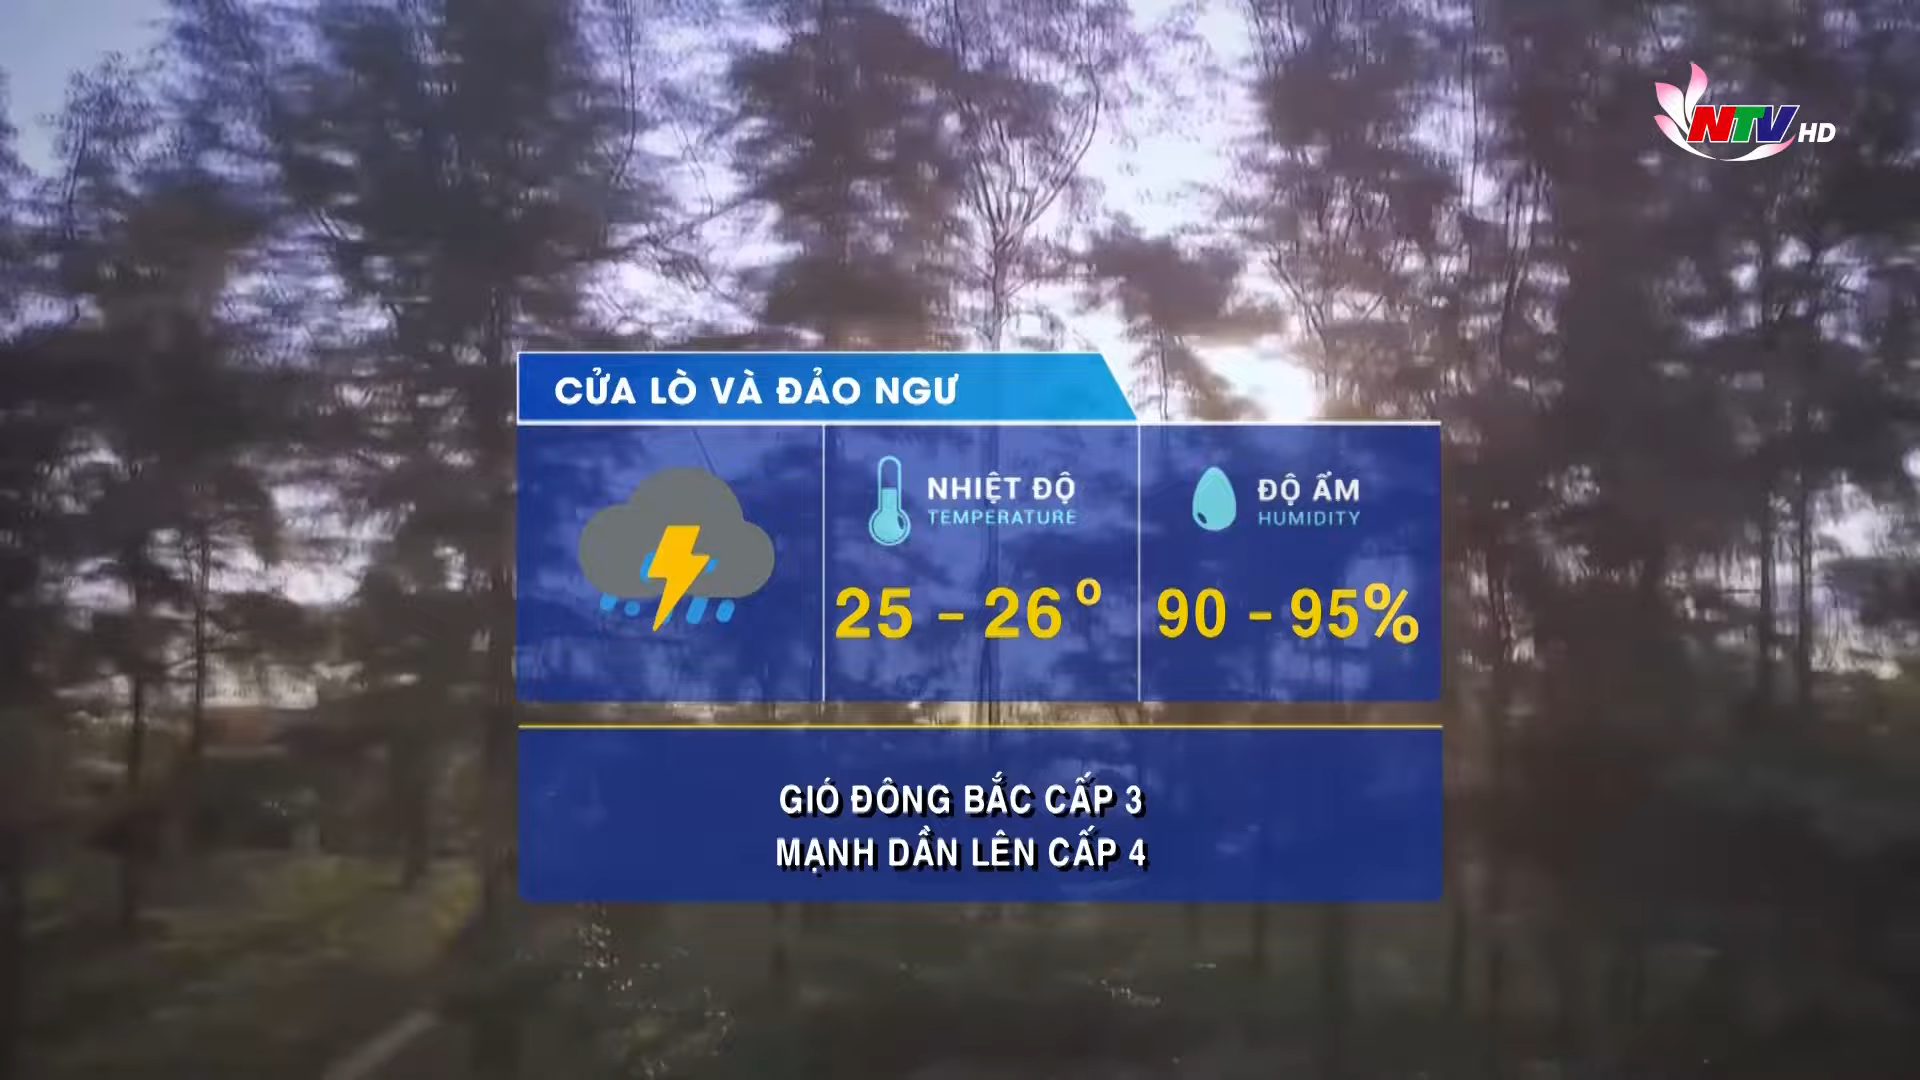 NTV HD
CỬA LÒ VÀ ĐẢO NGƯ
NHIỆT ĐỘ
TEMPERATURE
25 - 26°
ĐỘ ẨM
HUMIDITY
90 - 95%
GIÓ ĐÔNG BẮC CẤP 3
MẠNH DẦN LÊN CẤP 4